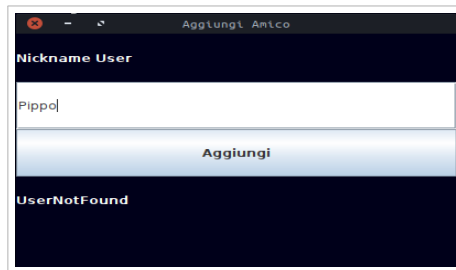 Aggiungi Amico
Nickname User
Pippo
Aggiungi
UserNotFound